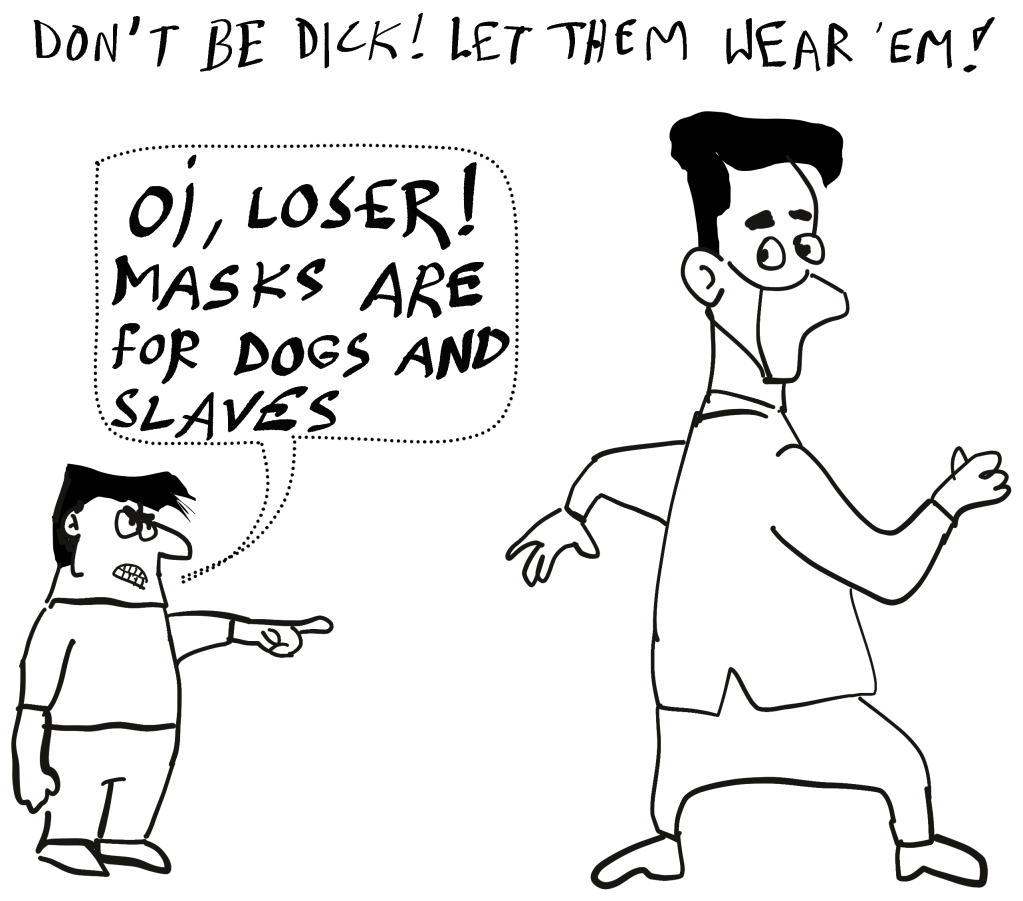 DON'T BE DICK! LET THEM WEAR 'EM!
Oi, LOSER!
MASKS ARE
FOR DOGS AND
SLAVES